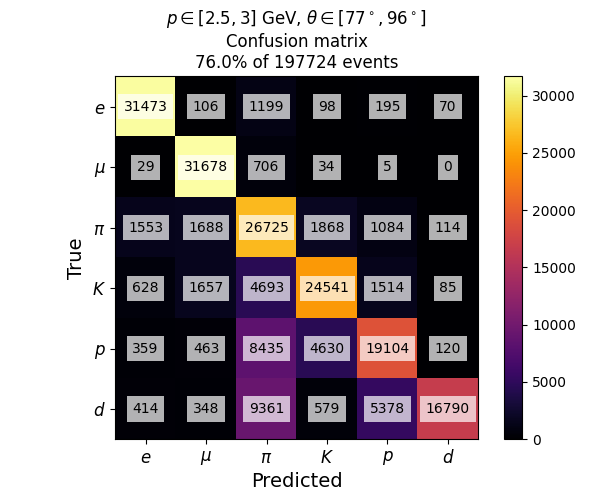 p ∈ [2.5, 3] GeV, θ ∈ [77°, 96°]
Confusion matrix
76.0% of 197724 events
e 31473 106 1199 98 195 70
μ 29 31678 706 34 5 0
π 1553 1688 26725 1868 1084 114
K 628 1657 4693 24541 1514 85
p 359 463 8435 4630 19104 120
d 414 348 9361 579 5378 16790
e μ π K p d
Predicted
True
30000
25000
20000
15000
10000
5000
0